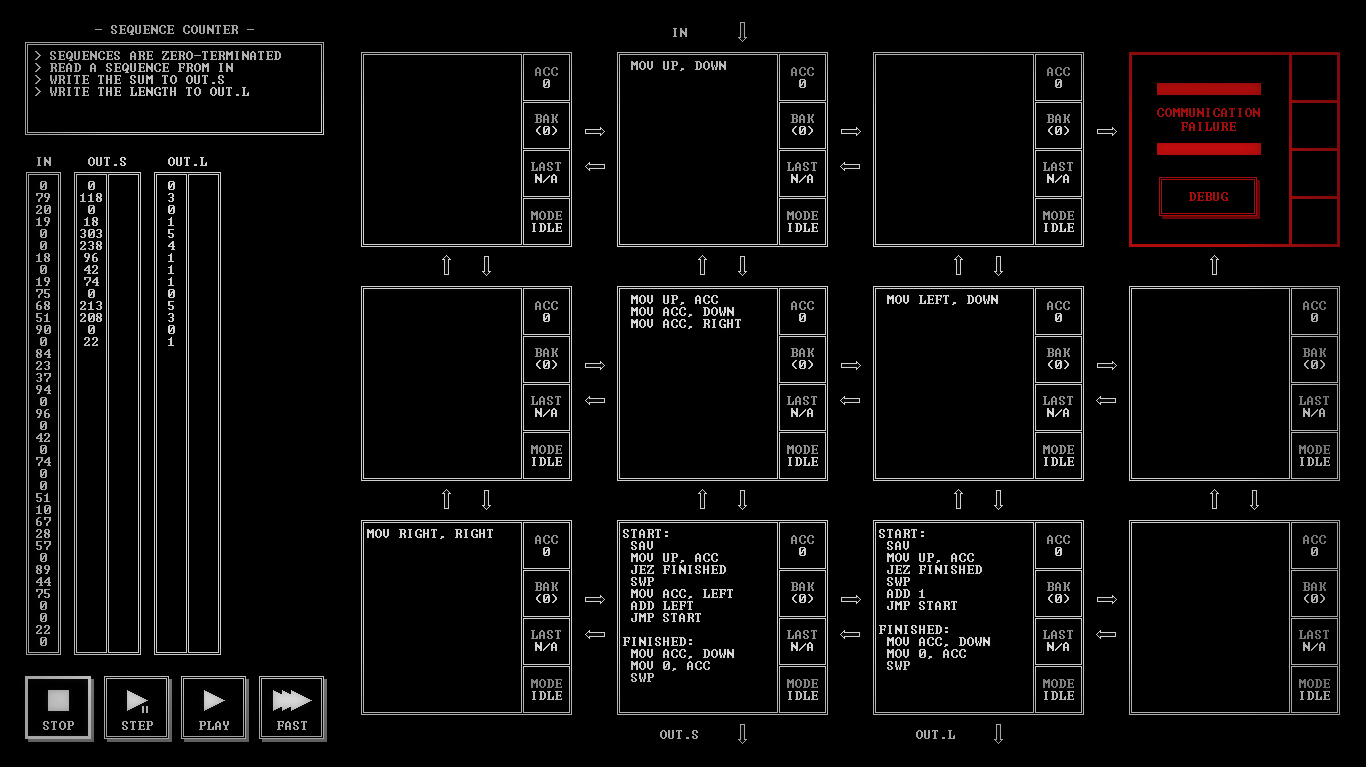 — SEQUENCE COUNTER —
> SEQUENCES ARE ZERO-TERMINATED
> READ A SEQUENCE FROM IN
> WRITE THE SUM TO OUT.S
> WRITE THE LENGTH TO OUT.L
IN OUT.S OUT.L
0 0 0
79 118 3
20 0 0
19 18 1
0 303 5
0 238 4
18 96 1
0 42 1
19 74 1
75 0 0
68 213 5
51 208 3
90 0 0
0 22 1
84
23
37
94
0
96
0
42
0
74
0
0
51
10
67
28
57
0
89
44
75
0
0
22
0
STOP
STEP
PLAY
FAST
IN
ACC
0
BAK
(0)
LAST
N/A
MODE
IDLE
MOV UP, DOWN
ACC
0
BAK
(0)
LAST
N/A
MODE
IDLE
ACC
0
BAK
(0)
LAST
N/A
MODE
IDLE
COMMUNICATION
FAILURE
DEBUG
ACC
0
BAK
(0)
LAST
N/A
MODE
IDLE
MOV UP, ACC
MOV ACC, DOWN
MOV ACC, RIGHT
ACC
0
BAK
(0)
LAST
N/A
MODE
IDLE
MOV LEFT, DOWN
ACC
0
BAK
(0)
LAST
N/A
MODE
IDLE
ACC
0
BAK
(0)
LAST
N/A
MODE
IDLE
MOV RIGHT, RIGHT
ACC
0
BAK
(0)
LAST
N/A
MODE
IDLE
START:
SAV
MOV UP, ACC
JEZ FINISHED
SWP
MOV ACC, LEFT
ADD LEFT
JMP START
FINISHED:
MOV ACC, DOWN
MOV 0, ACC
SWP
ACC
0
BAK
(0)
LAST
N/A
MODE
IDLE
START:
SAV
MOV UP, ACC
JEZ FINISHED
SWP
ADD 1
JMP START
FINISHED:
MOV ACC, DOWN
MOV 0, ACC
SWP
ACC
0
BAK
(0)
LAST
N/A
MODE
IDLE
ACC
0
BAK
(0)
LAST
N/A
MODE
IDLE
OUT.S
OUT.L